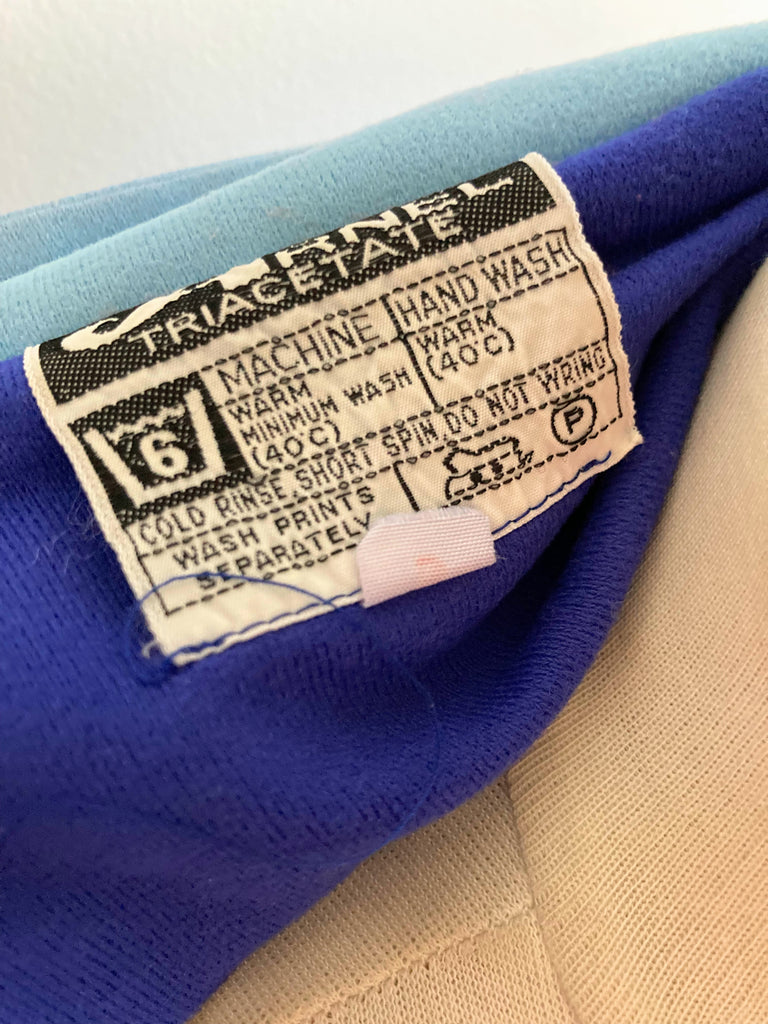 TRIACETATE
6
MACHINE
WARM
MINIMUM WASH
(40°C)
HAND WASH
WARM
(40°C)
COLD RINSE. SHORT SPIN. DO NOT WRING
WASH PRINTS
SEPARATELY
P